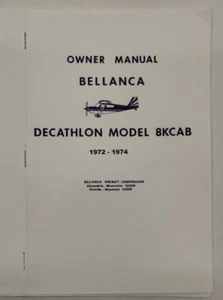 OWNER MANUAL
BELLANCA
DECATHLON MODEL 8KCAB
1972 - 1974
BELLANCA AIRCRAFT CORPORATION